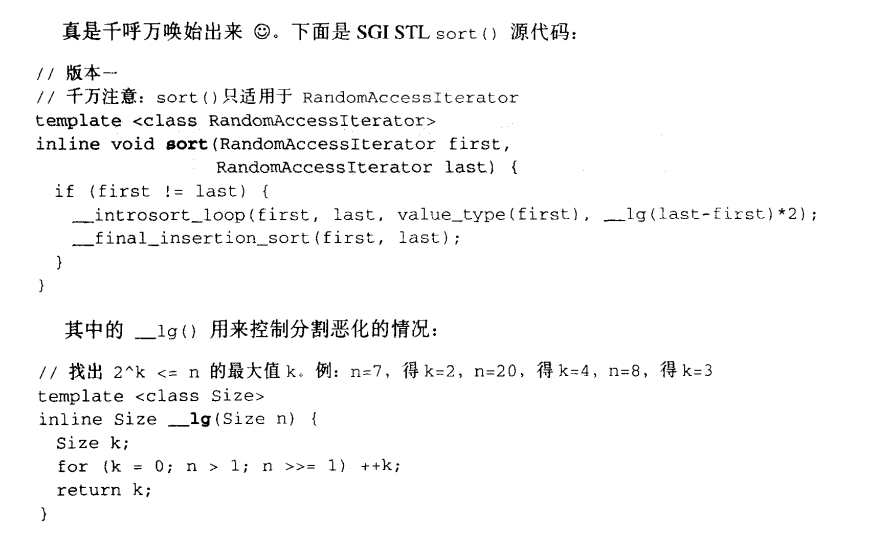 真是千呼万唤始出来 ☺。下面是 SGI STL sort() 源代码：
// 版本一
// 千万注意：sort()只适用于 RandomAccessIterator
template <class RandomAccessIterator>
inline void sort(RandomAccessIterator first,
                 RandomAccessIterator last) {
  if (first != last) {
    __introsort_loop(first, last, value_type(first), __lg(last-first)*2);
    __final_insertion_sort(first, last);
  }
}
其中的 __lg() 用来控制分割恶化的情况：
// 找出 2^k <= n 的最大值 k。例：n=7，得 k=2，n=20，得 k=4，n=8，得 k=3
template <class Size>
inline Size __lg(Size n) {
  Size k;
  for (k = 0; n > 1; n >>= 1) ++k;
  return k;
}